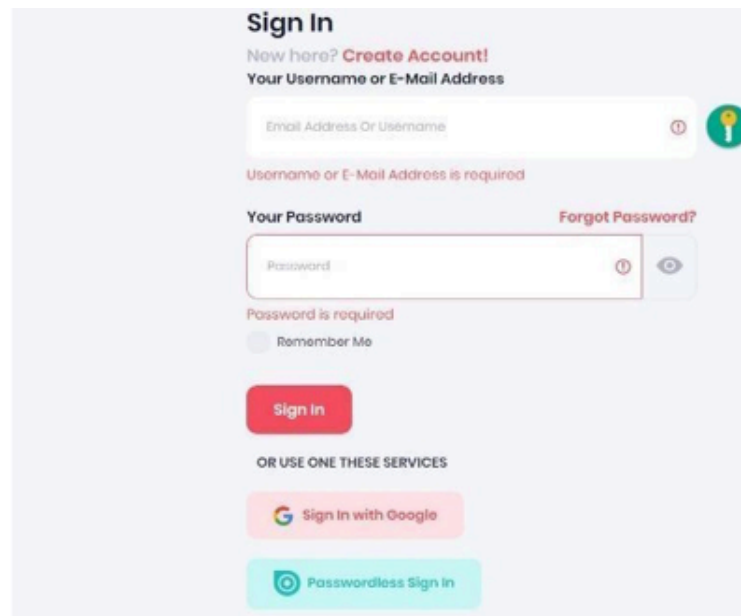 Sign In
New here? Create Account!
Your Username or E-Mail Address
Email Address Or Username
Username or E-Mail Address is required
Your Password Forgot Password?
Password
Password is required
Remember Me
Sign In
OR USE ONE THESE SERVICES
Sign In with Google
Passwordless Sign In